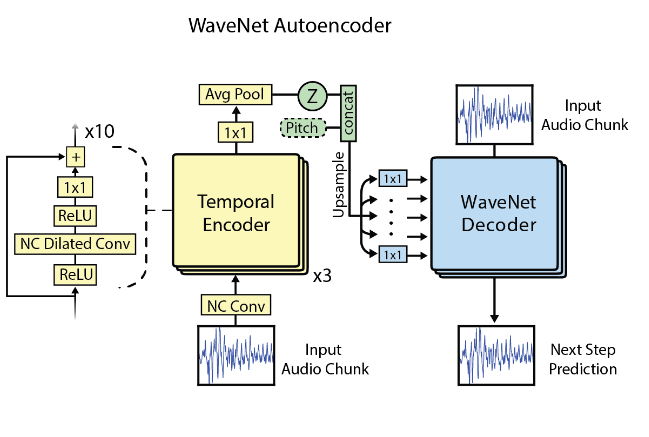 WaveNet Autoencoder
x10
+
1x1
ReLU
NC Dilated Conv
ReLU
Avg Pool
1x1
Temporal
Encoder
x3
NC Conv
Input
Audio Chunk
Z
Pitch
concat
Upsample
1x1
1x1
Input
Audio Chunk
WaveNet
Decoder
Next Step
Prediction